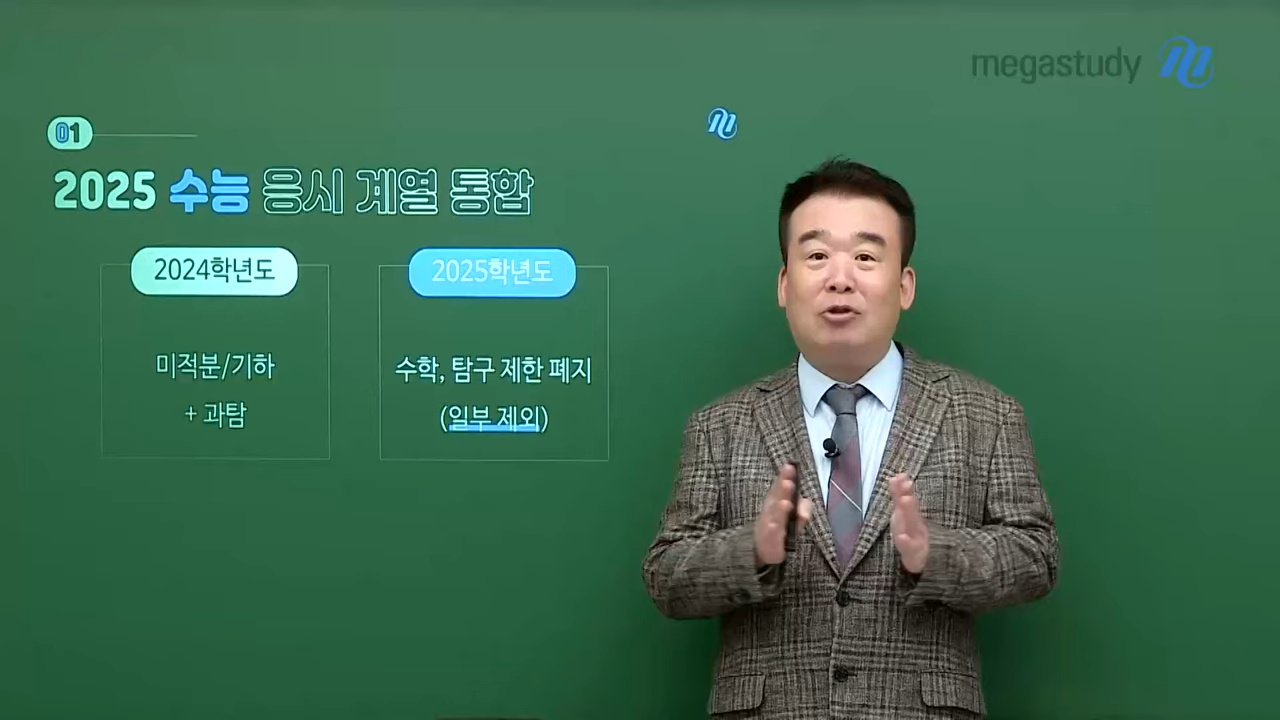 megastudy
01
2025 수능 응시 계열 통합
2024학년도
미적분/기하
+ 과탐
2025학년도
수학, 탐구 제한 폐지
(일부 제외)